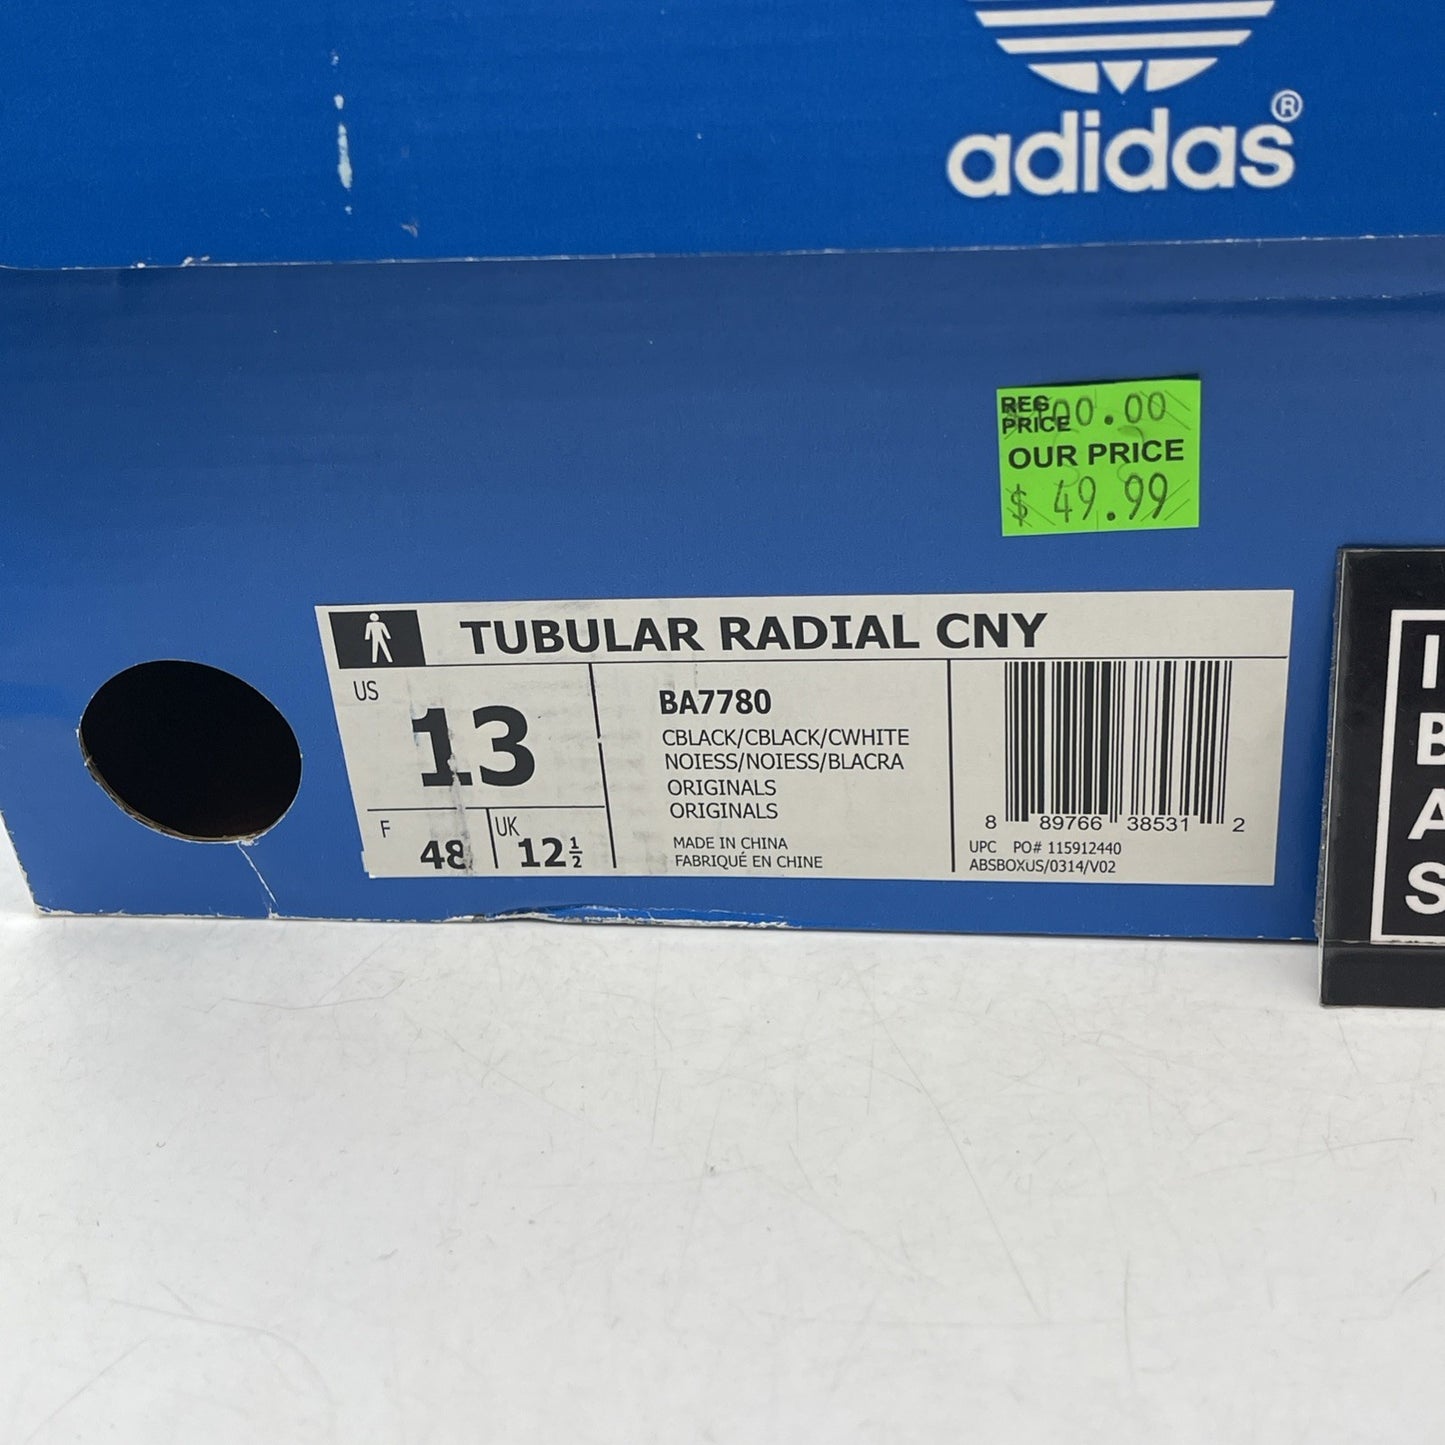 adidas®
REG PRICE $100.00
OUR PRICE
$ 49.99
TUBULAR RADIAL CNY
US
13
F
48
UK
12½
BA7780
CBLACK/CBLACK/CWHITE
NOIESS/NOIESS/BLACRA
ORIGINALS
ORIGINALS
MADE IN CHINA
FABRIQUÉ EN CHINE
8 89766 38531 2
UPC PO# 115912440
ABSBOXUS/0314/V02
I
B
A
S